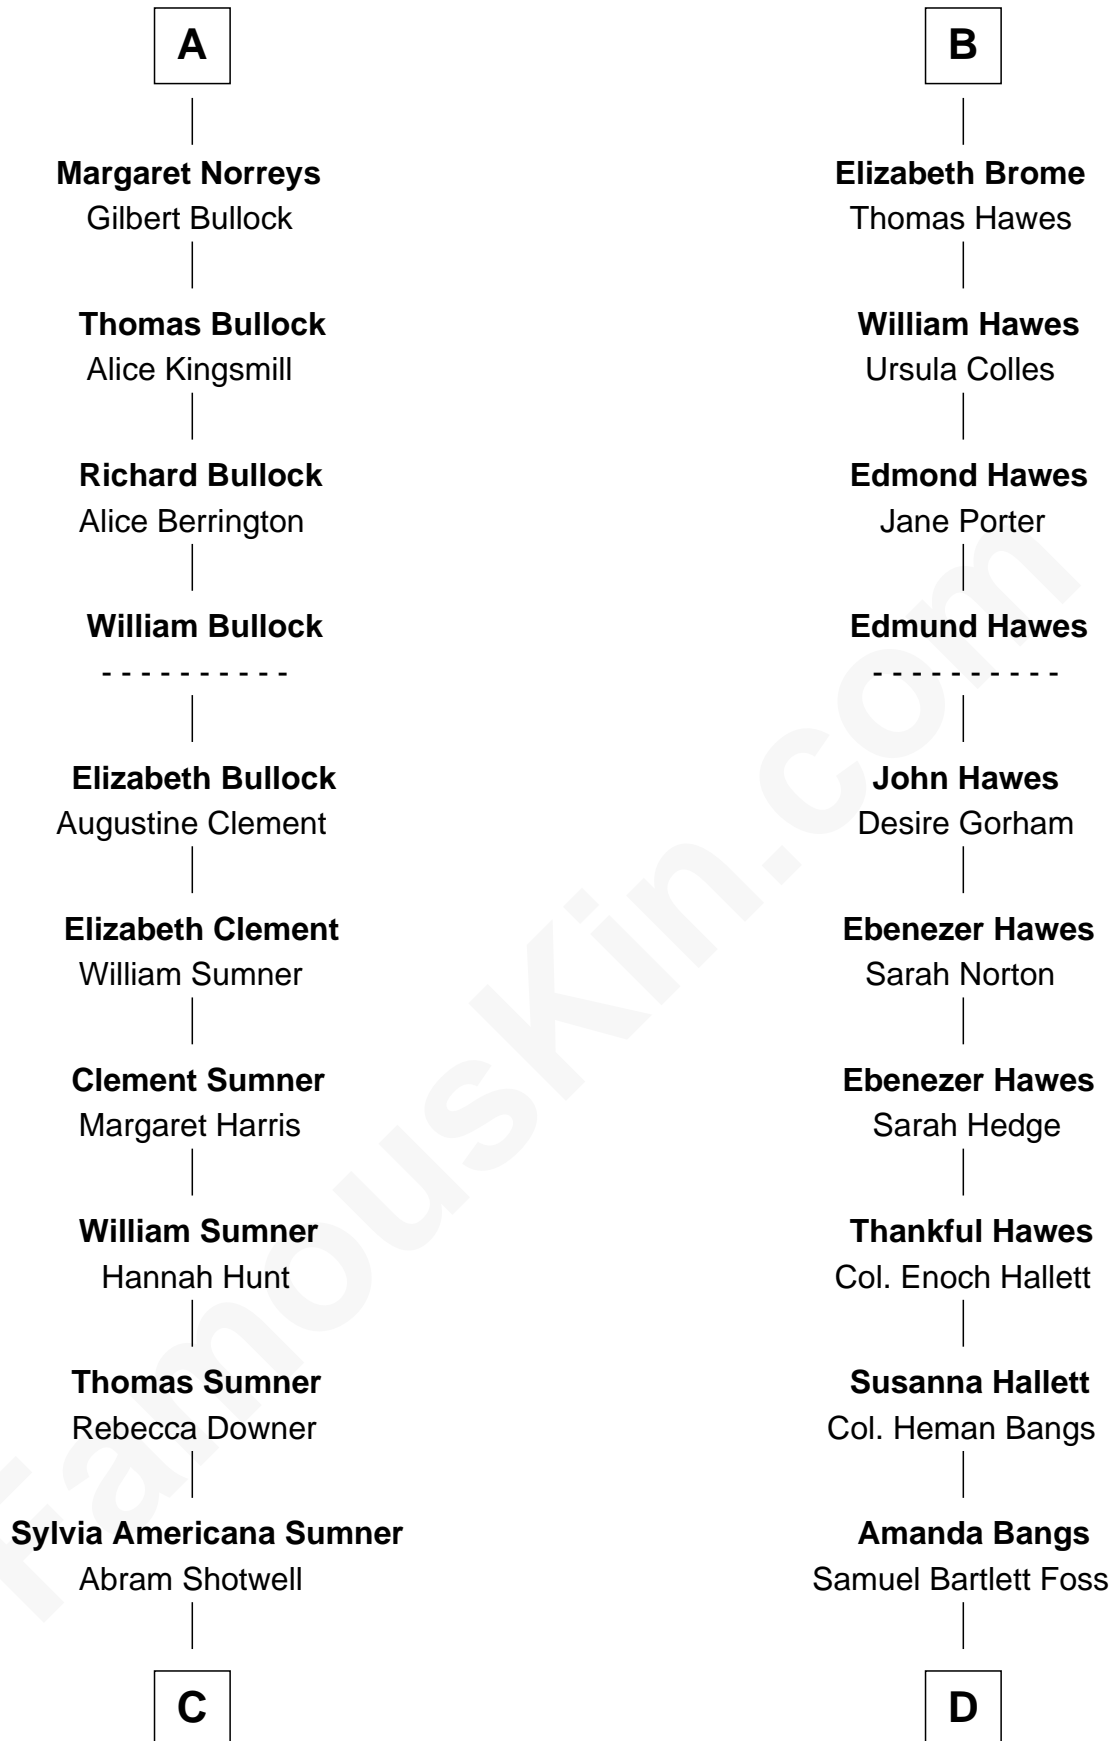 A
Margaret Norreys
Gilbert Bullock
Thomas Bullock
Alice Kingsmill
Richard Bullock
Alice Berrington
William Bullock
- - - - - - - - - -
Elizabeth Bullock
Augustine Clement
Elizabeth Clement
William Sumner
Clement Sumner
Margaret Harris
William Sumner
Hannah Hunt
Thomas Sumner
Rebecca Downer
Sylvia Americana Sumner
Abram Shotwell
C
B
Elizabeth Brome
Thomas Hawes
William Hawes
Ursula Colles
Edmond Hawes
Jane Porter
Edmund Hawes
- - - - - - - - - -
John Hawes
Desire Gorham
Ebenezer Hawes
Sarah Norton
Ebenezer Hawes
Sarah Hedge
Thankful Hawes
Col. Enoch Hallett
Susanna Hallett
Col. Heman Bangs
Amanda Bangs
Samuel Bartlett Foss
D
FamousKin.com